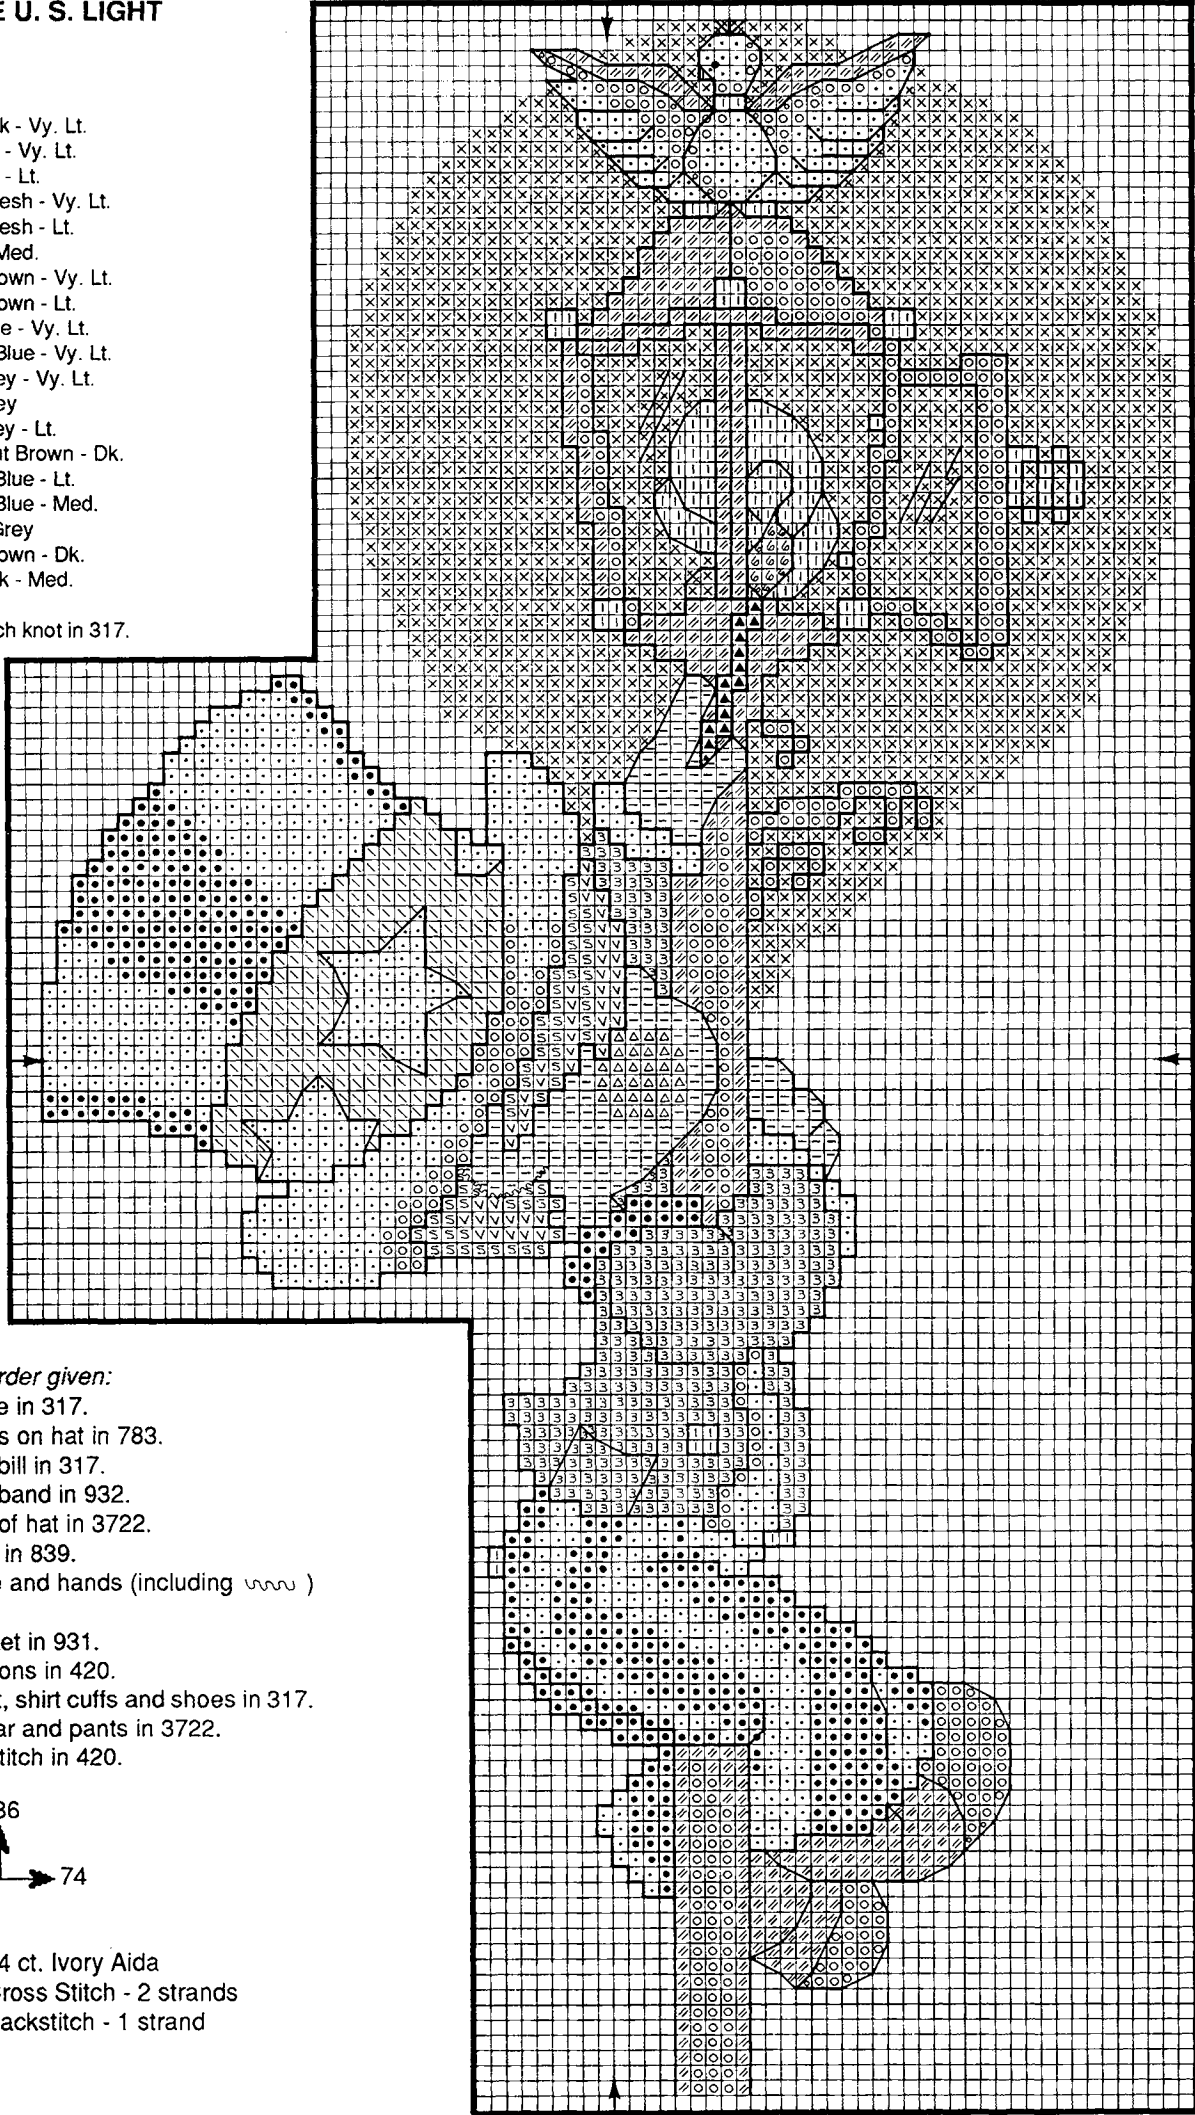 E U. S. LIGHT
k - Vy. Lt.
- Vy. Lt.
- Lt.
esh - Vy. Lt.
esh - Lt.
Med.
own - Vy. Lt.
own - Lt.
e - Vy. Lt.
Blue - Vy. Lt.
ey - Vy. Lt.
ey
ey - Lt.
ut Brown - Dk.
Blue - Lt.
Blue - Med.
Grey
own - Dk.
k - Med.
ch knot in 317.
rder given:
e in 317.
s on hat in 783.
bill in 317.
band in 932.
of hat in 3722.
in 839.
e and hands (including )
et in 931.
ons in 420.
t, shirt cuffs and shoes in 317.
ar and pants in 3722.
titch in 420.
36
74
4 ct. Ivory Aida
Cross Stitch - 2 strands
ackstitch - 1 strand